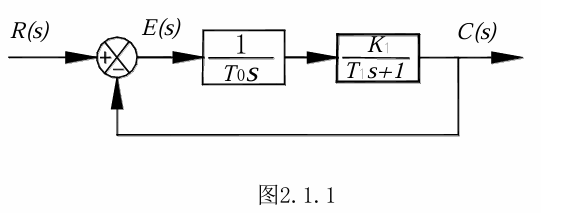 R(s)
E(s)
C(s)
+
−
1
T0s
K1
T1s+1
图2.1.1